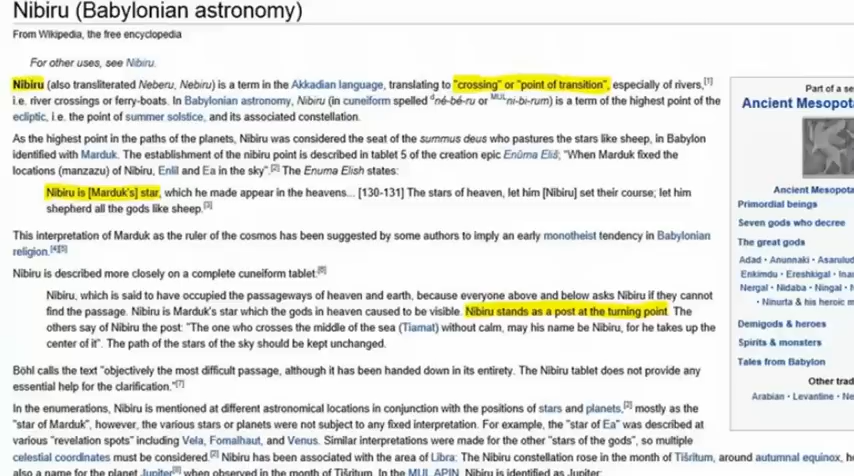 Nibiru (Babylonian astronomy)
From Wikipedia, the free encyclopedia
For other uses, see Nibiru.
Nibiru (also transliterated Neberu, Nebiru) is a term in the Akkadian language, translating to "crossing" or "point of transition", especially of rivers,[1]
i.e. river crossings or ferry-boats. In Babylonian astronomy, Nibiru (in cuneiform spelled dné-bé-ru or MULni-bi-rum) is a term of the highest point of the
ecliptic, i.e. the point of summer solstice, and its associated constellation.
As the highest point in the paths of the planets, Nibiru was considered the seat of the summus deus who pastures the stars like sheep, in Babylon
identified with Marduk. The establishment of the nibiru point is described in tablet 5 of the creation epic Enûma Eliš; "When Marduk fixed the
locations (manzazu) of Nibiru, Enlil and Ea in the sky".[2] The Enuma Elish states:
Nibiru is [Marduk's] star, which he made appear in the heavens... [130-131] The stars of heaven, let him [Nibiru] set their course; let him
shepherd all the gods like sheep.[3]
This interpretation of Marduk as the ruler of the cosmos has been suggested by some authors to imply an early monotheist tendency in Babylonian
religion.[4][5]
Nibiru is described more closely on a complete cuneiform tablet:[6]
Nibiru, which is said to have occupied the passageways of heaven and earth, because everyone above and below asks Nibiru if they cannot
find the passage. Nibiru is Marduk's star which the gods in heaven caused to be visible. Nibiru stands as a post at the turning point. The
others say of Nibiru the post: "The one who crosses the middle of the sea (Tiamat) without calm, may his name be Nibiru, for he takes up the
center of it". The path of the stars of the sky should be kept unchanged.
Böhl calls the text "objectively the most difficult passage, although it has been handed down in its entirety. The Nibiru tablet does not provide any
essential help for the clarification."[7]
In the enumerations, Nibiru is mentioned at different astronomical locations in conjunction with the positions of stars and planets,[2] mostly as the
"star of Marduk", however, the various stars or planets were not subject to any fixed interpretation. For example, the "star of Ea" was described at
various "revelation spots" including Vela, Fomalhaut, and Venus. Similar interpretations were made for the other "stars of the gods", so multiple
celestial coordinates must be considered.[2] Nibiru has been associated with the area of Libra: The Nibiru constellation rose in the month of Tišritum, around autumnal equinox, h
also a name for the planet Jupiter when observed in the month of Tišritum. In the MUL.APIN, Nibiru is identified as Jupiter:
Part of a se
Ancient Mesopota
Ancient Mesopota
Primordial beings
Seven gods who decree
The great gods
Adad · Anunnaki · Asarulud
Enkimdu · Ereshkigal · Ina
Nergal · Nidaba · Ningal · N
· Ninurta & his heroic m
Demigods & heroes
Spirits & monsters
Tales from Babylon
Other trad
Arabian · Levantine · Ne